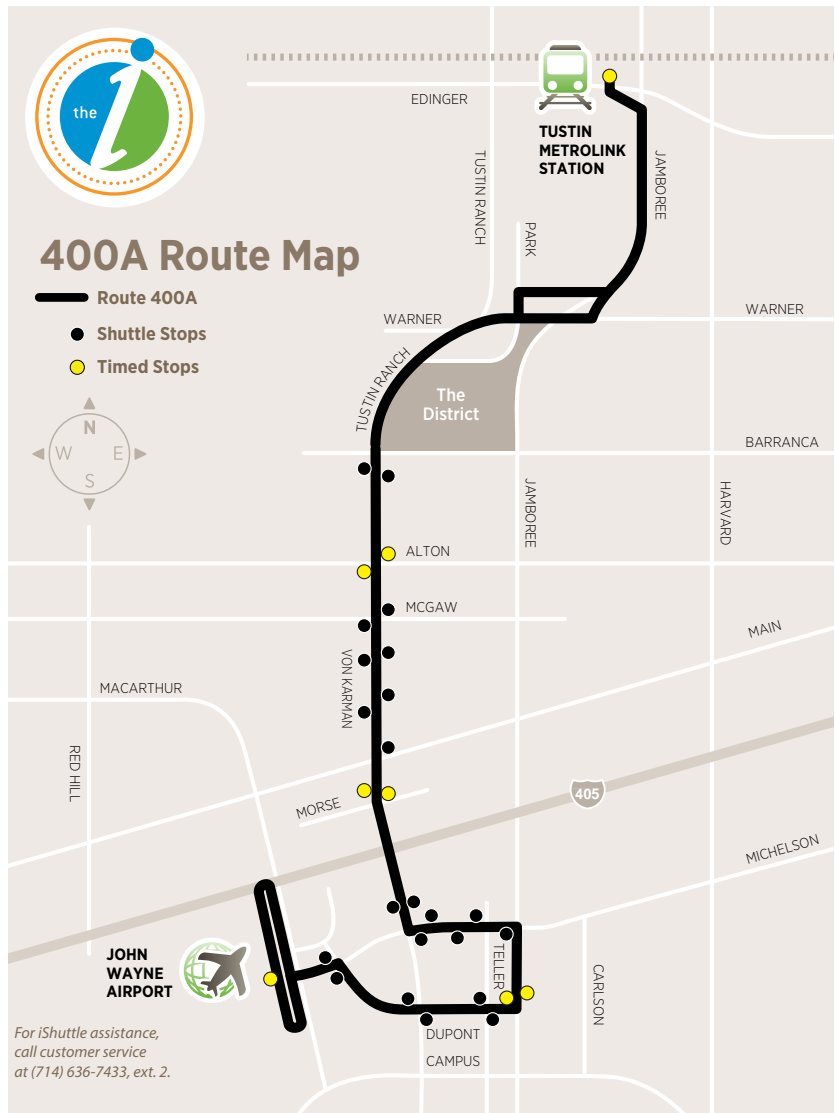 the i
EDINGER
TUSTIN
METROLINK
STATION
TUSTIN RANCH
JAMBOREE
PARK
400A Route Map
Route 400A
Shuttle Stops
Timed Stops
WARNER
WARNER
TUSTIN RANCH
The
District
N
W E
S
BARRANCA
JAMBOREE
HARVARD
ALTON
MCGAW
MAIN
VON KARMAN
MACARTHUR
RED HILL
MORSE
405
MICHELSON
JOHN
WAYNE
AIRPORT
TELLER
CARLSON
For iShuttle assistance,
call customer service
at (714) 636-7433, ext. 2.
DUPONT
CAMPUS